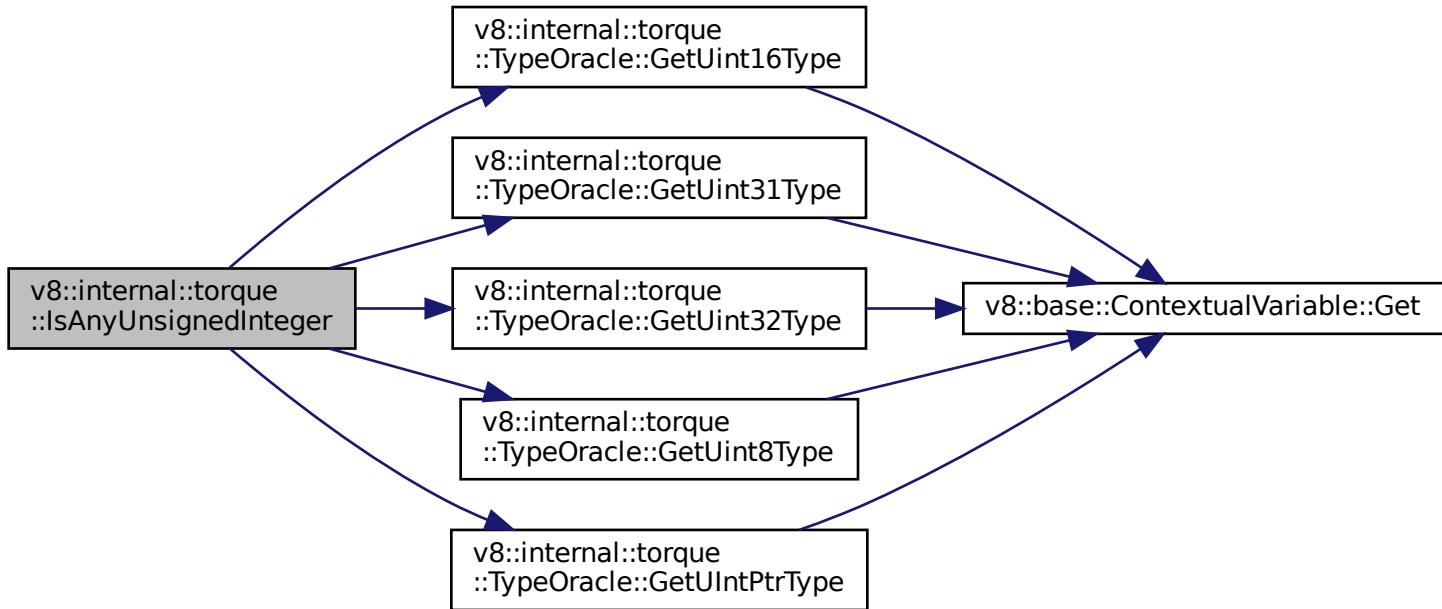 v8::internal::torque
::IsAnyUnsignedInteger
v8::internal::torque
::TypeOracle::GetUint16Type
v8::internal::torque
::TypeOracle::GetUint31Type
v8::internal::torque
::TypeOracle::GetUint32Type
v8::internal::torque
::TypeOracle::GetUint8Type
v8::internal::torque
::TypeOracle::GetUIntPtrType
v8::base::ContextualVariable::Get